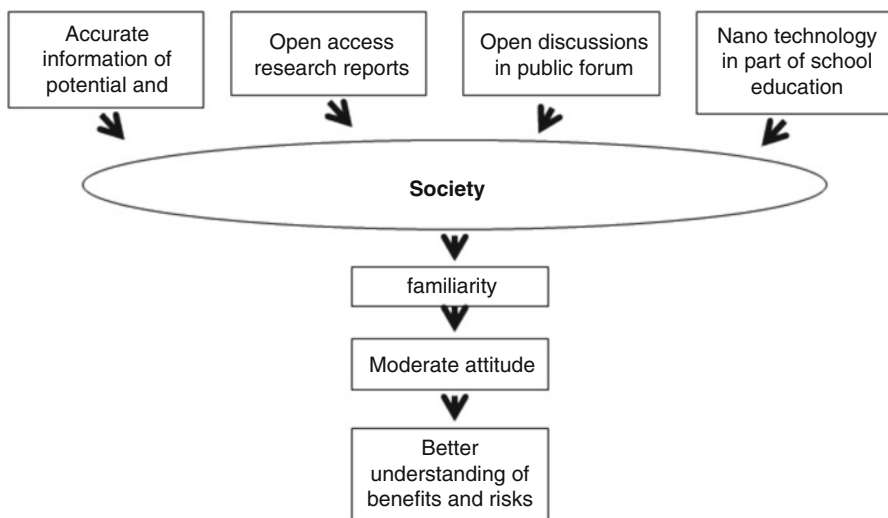 Accurate
information of
potential and
Open access
research reports
Open discussions
in public forum
Nano technology
in part of school
education
Society
familiarity
Moderate attitude
Better
understanding of
benefits and risks